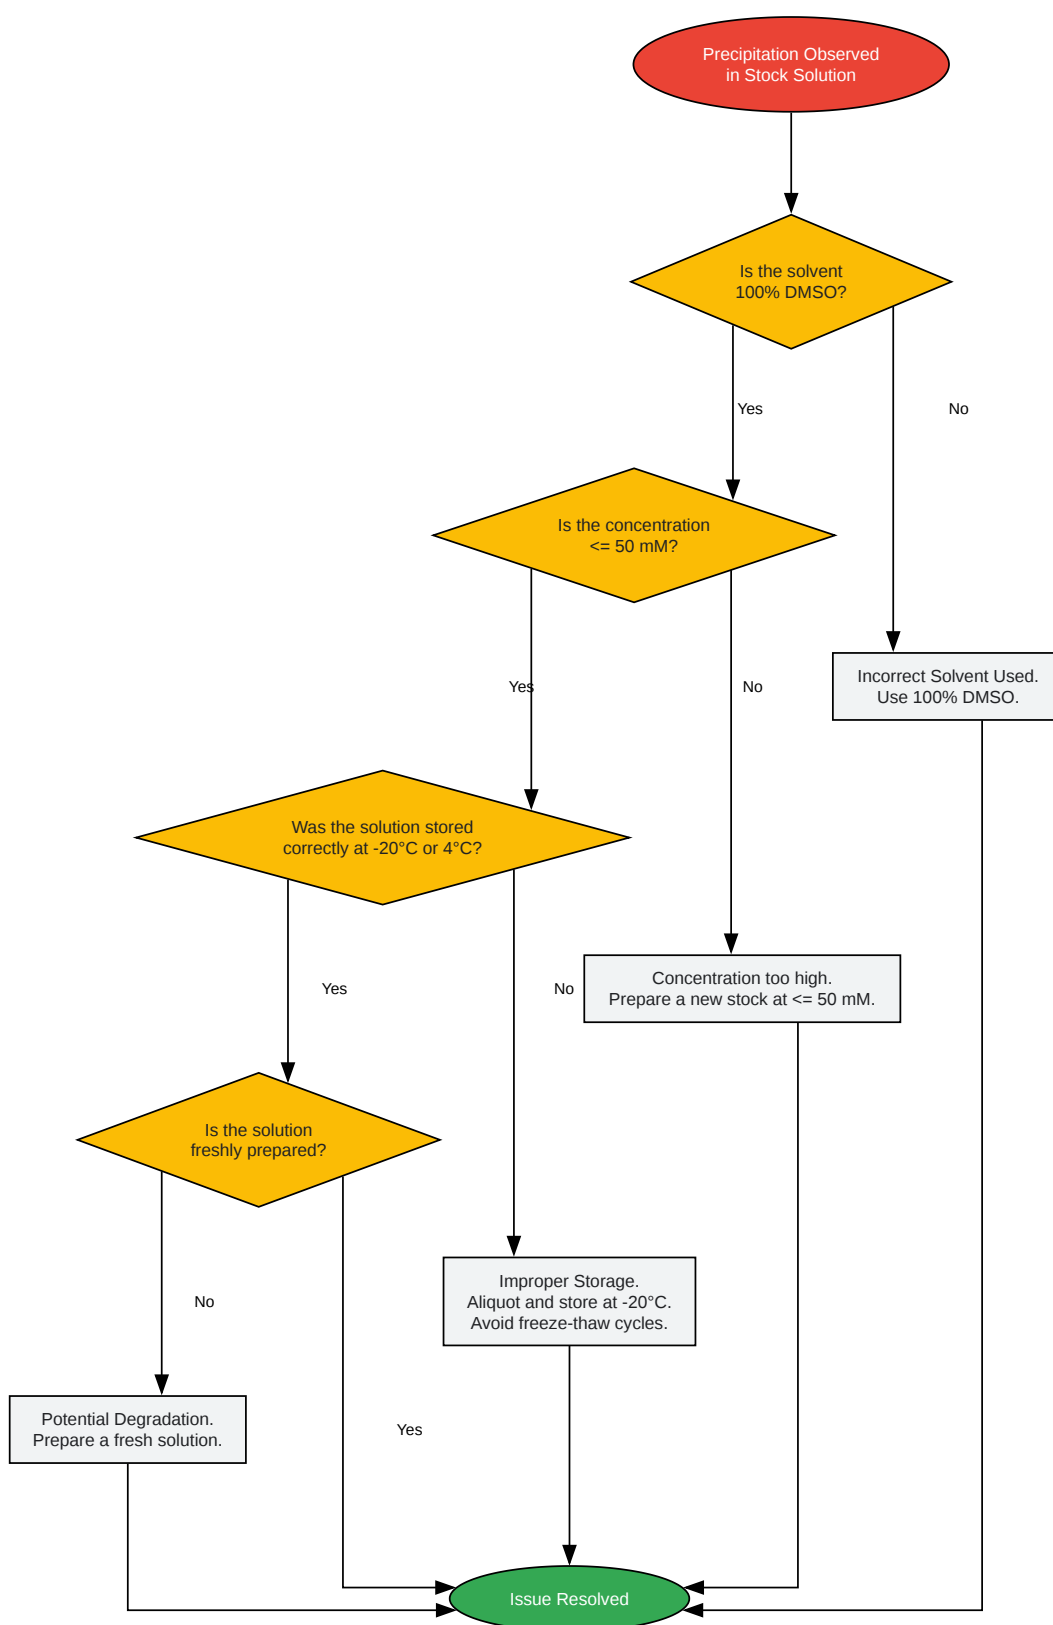 Precipitation Observed
in Stock Solution
Is the solvent
100% DMSO?
Yes
No
Is the concentration
<= 50 mM?
Yes
No
Incorrect Solvent Used.
Use 100% DMSO.
Was the solution stored
correctly at -20°C or 4°C?
Yes
No
Concentration too high.
Prepare a new stock at <= 50 mM.
Is the solution
freshly prepared?
No
Yes
Improper Storage.
Aliquot and store at -20°C.
Avoid freeze-thaw cycles.
Potential Degradation.
Prepare a fresh solution.
Issue Resolved